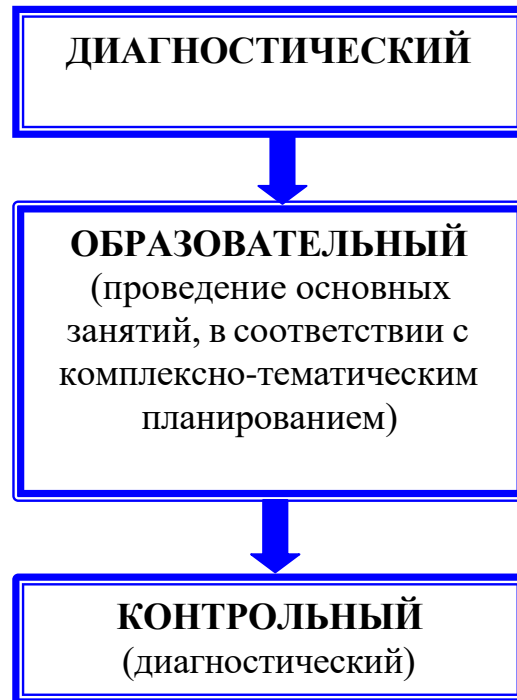 ДИАГНОСТИЧЕСКИЙ
ОБРАЗОВАТЕЛЬНЫЙ
(проведение основных
занятий, в соответствии с
комплексно-тематическим
планированием)
КОНТРОЛЬНЫЙ
(диагностический)